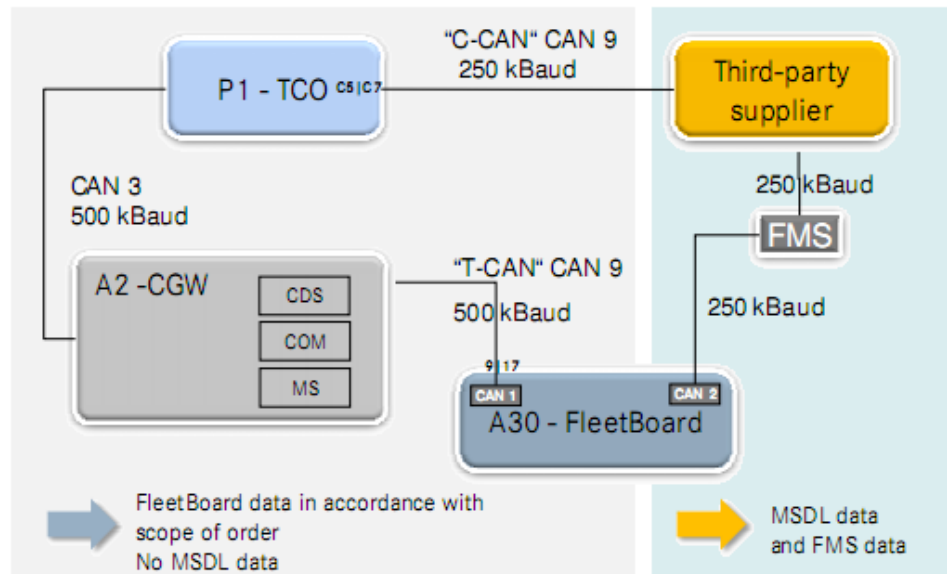 "C-CAN" CAN 9
250 kBaud
P1 - TCO C5|C7
Third-party
supplier
CAN 3
500 kBaud
250 kBaud
FMS
A2 -CGW
CDS
COM
MS
"T-CAN" CAN 9
500 kBaud
250 kBaud
9|17
CAN 1
CAN 2
A30 - FleetBoard
FleetBoard data in accordance with
scope of order
No MSDL data
MSDL data
and FMS data